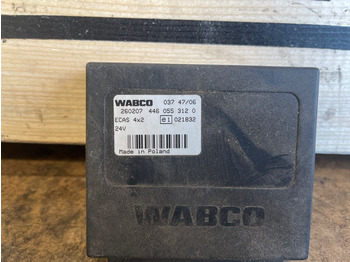 WABCO 037 47/06
260207 446 055 312 0
ECAS 4x2 e1 021832
24V
Made in Poland
WABCO